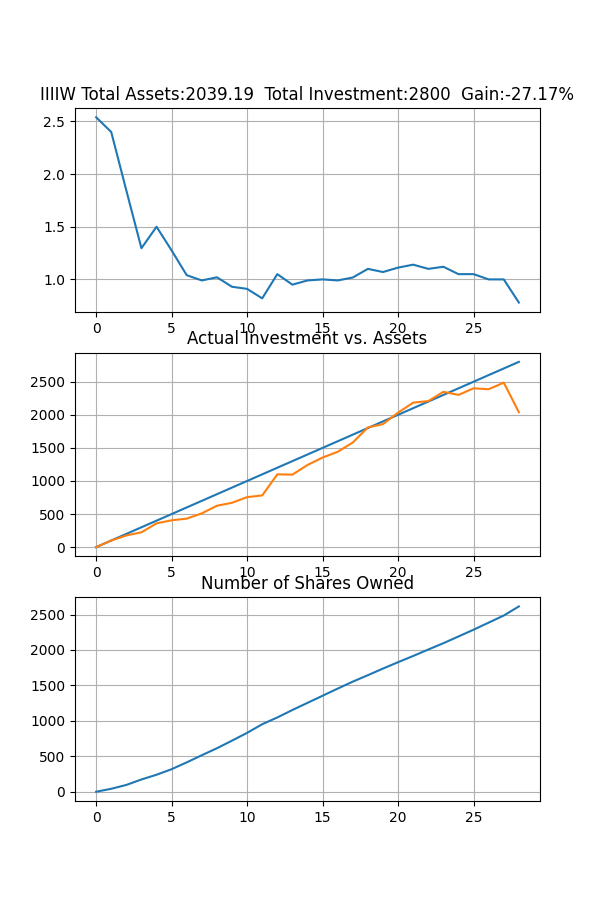 IIIIW Total Assets:2039.19  Total Investment:2800  Gain:-27.17%
2.5
2.0
1.5
1.0
0 5 10 15 20 25
Actual Investment vs. Assets
2500
2000
1500
1000
500
0
0 5 10 15 20 25
Number of Shares Owned
2500
2000
1500
1000
500
0
0 5 10 15 20 25